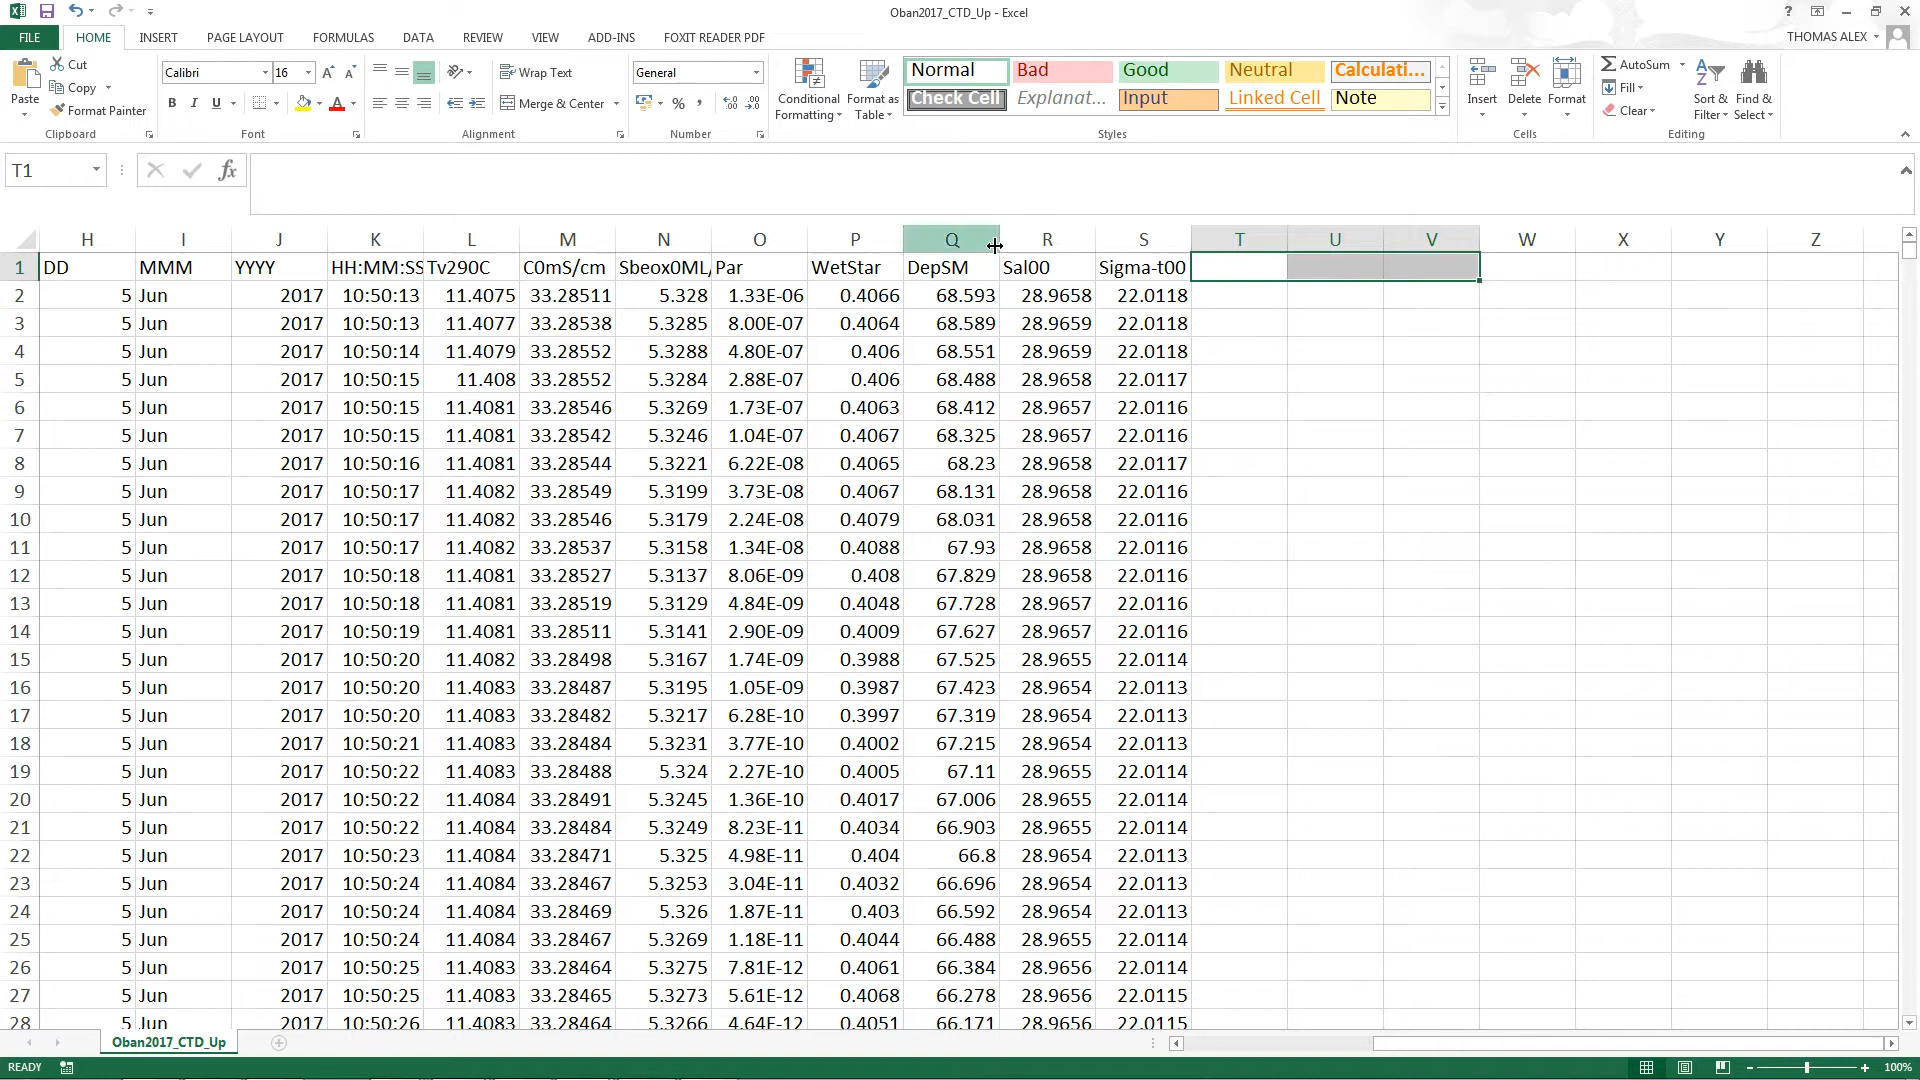 Oban2017_CTD_Up - Excel
FILE HOME INSERT PAGE LAYOUT FORMULAS DATA REVIEW VIEW ADD-INS FOXIT READER PDF THOMAS ALEX
Paste Cut Copy Format Painter Clipboard
Calibri 16 B I U A Font
Wrap Text Merge & Center Alignment
General % Number
Conditional Formatting Format as Table
Normal Bad Good Neutral Calculati...
Check Cell Explanat... Input Linked Cell Note
Styles
Insert Delete Format Cells
AutoSum Fill Clear Sort & Filter Find & Select Editing
T1 fx
H I J K L M N O P Q R S T U V W X Y Z
1 DD MMM YYYY HH:MM:SS Tv290C C0mS/cm Sbeox0ML/ Par WetStar DepSM Sal00 Sigma-t00
2 5 Jun 2017 10:50:13 11.4075 33.28511 5.328 1.33E-06 0.4066 68.593 28.9658 22.0118
3 5 Jun 2017 10:50:13 11.4077 33.28538 5.3285 8.00E-07 0.4064 68.589 28.9659 22.0118
4 5 Jun 2017 10:50:14 11.4079 33.28552 5.3288 4.80E-07 0.406 68.551 28.9659 22.0118
5 5 Jun 2017 10:50:15 11.408 33.28552 5.3284 2.88E-07 0.406 68.488 28.9658 22.0117
6 5 Jun 2017 10:50:15 11.4081 33.28546 5.3269 1.73E-07 0.4063 68.412 28.9657 22.0116
7 5 Jun 2017 10:50:15 11.4081 33.28542 5.3246 1.04E-07 0.4067 68.325 28.9657 22.0116
8 5 Jun 2017 10:50:16 11.4081 33.28544 5.3221 6.22E-08 0.4065 68.23 28.9658 22.0117
9 5 Jun 2017 10:50:17 11.4082 33.28549 5.3199 3.73E-08 0.4067 68.131 28.9658 22.0116
10 5 Jun 2017 10:50:17 11.4082 33.28546 5.3179 2.24E-08 0.4079 68.031 28.9658 22.0116
11 5 Jun 2017 10:50:17 11.4082 33.28537 5.3158 1.34E-08 0.4088 67.93 28.9658 22.0116
12 5 Jun 2017 10:50:18 11.4081 33.28527 5.3137 8.06E-09 0.408 67.829 28.9658 22.0116
13 5 Jun 2017 10:50:18 11.4081 33.28519 5.3129 4.84E-09 0.4048 67.728 28.9657 22.0116
14 5 Jun 2017 10:50:19 11.4081 33.28511 5.3141 2.90E-09 0.4009 67.627 28.9657 22.0116
15 5 Jun 2017 10:50:20 11.4082 33.28498 5.3167 1.74E-09 0.3988 67.525 28.9655 22.0114
16 5 Jun 2017 10:50:20 11.4083 33.28487 5.3195 1.05E-09 0.3987 67.423 28.9654 22.0113
17 5 Jun 2017 10:50:20 11.4083 33.28482 5.3217 6.28E-10 0.3997 67.319 28.9654 22.0113
18 5 Jun 2017 10:50:21 11.4083 33.28484 5.3231 3.77E-10 0.4002 67.215 28.9654 22.0113
19 5 Jun 2017 10:50:22 11.4083 33.28488 5.324 2.27E-10 0.4005 67.11 28.9655 22.0114
20 5 Jun 2017 10:50:22 11.4084 33.28491 5.3245 1.36E-10 0.4017 67.006 28.9655 22.0114
21 5 Jun 2017 10:50:22 11.4084 33.28484 5.3249 8.23E-11 0.4034 66.903 28.9655 22.0114
22 5 Jun 2017 10:50:23 11.4084 33.28471 5.325 4.98E-11 0.404 66.8 28.9654 22.0113
23 5 Jun 2017 10:50:24 11.4084 33.28467 5.3253 3.04E-11 0.4032 66.696 28.9654 22.0113
24 5 Jun 2017 10:50:24 11.4084 33.28469 5.326 1.87E-11 0.403 66.592 28.9654 22.0113
25 5 Jun 2017 10:50:24 11.4084 33.28467 5.3269 1.18E-11 0.4044 66.488 28.9655 22.0114
26 5 Jun 2017 10:50:25 11.4083 33.28464 5.3275 7.81E-12 0.4061 66.384 28.9656 22.0114
27 5 Jun 2017 10:50:25 11.4083 33.28465 5.3273 5.61E-12 0.4068 66.278 28.9656 22.0115
28 5 Jun 2017 10:50:26 11.4083 33.28464 5.3266 4.64E-12 0.4051 66.171 28.9656 22.0115
Oban2017_CTD_Up
READY 100%